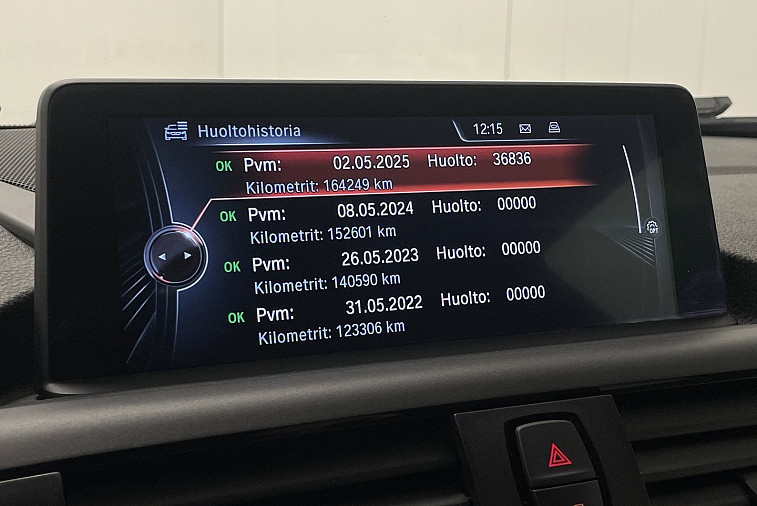 Huoltohistoria 12:15
OK Pvm: 02.05.2025 Huolto: 36836
Kilometrit: 164249 km
OK Pvm: 08.05.2024 Huolto: 00000
Kilometrit: 152601 km
OK Pvm: 26.05.2023 Huolto: 00000
Kilometrit: 140590 km
OK Pvm: 31.05.2022 Huolto: 00000
Kilometrit: 123306 km
OFF